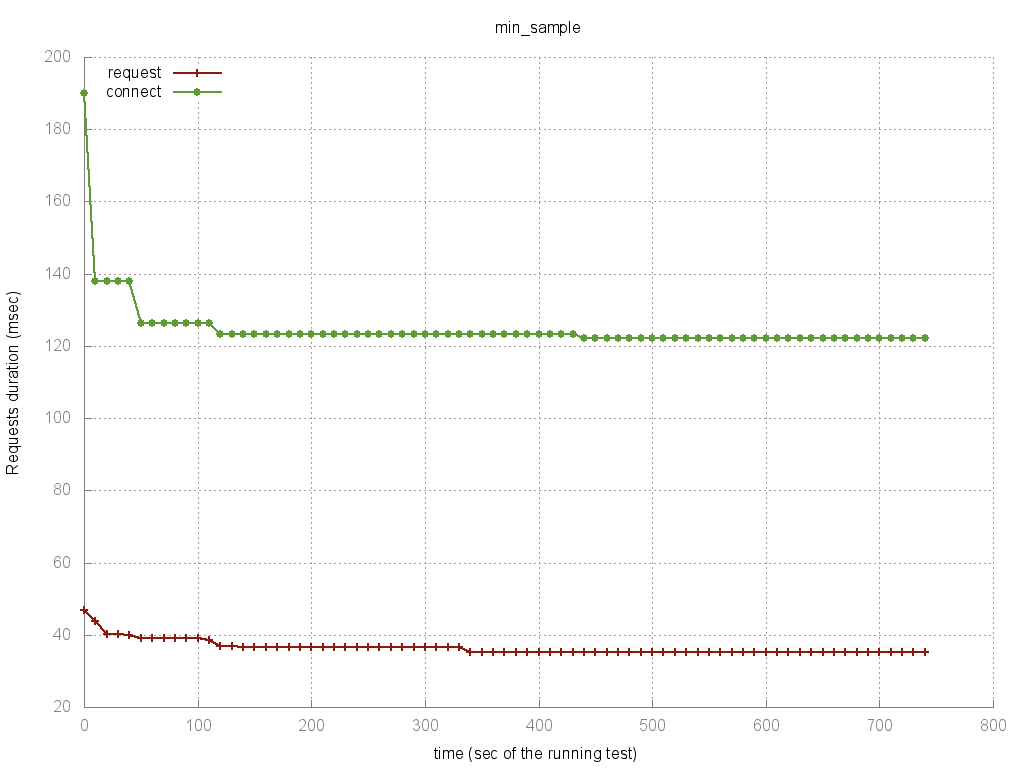 min_sample
200
180
160
140
120
100
80
60
40
20
request
connect
Requests duration (msec)
0 100 200 300 400 500 600 700 800
time (sec of the running test)